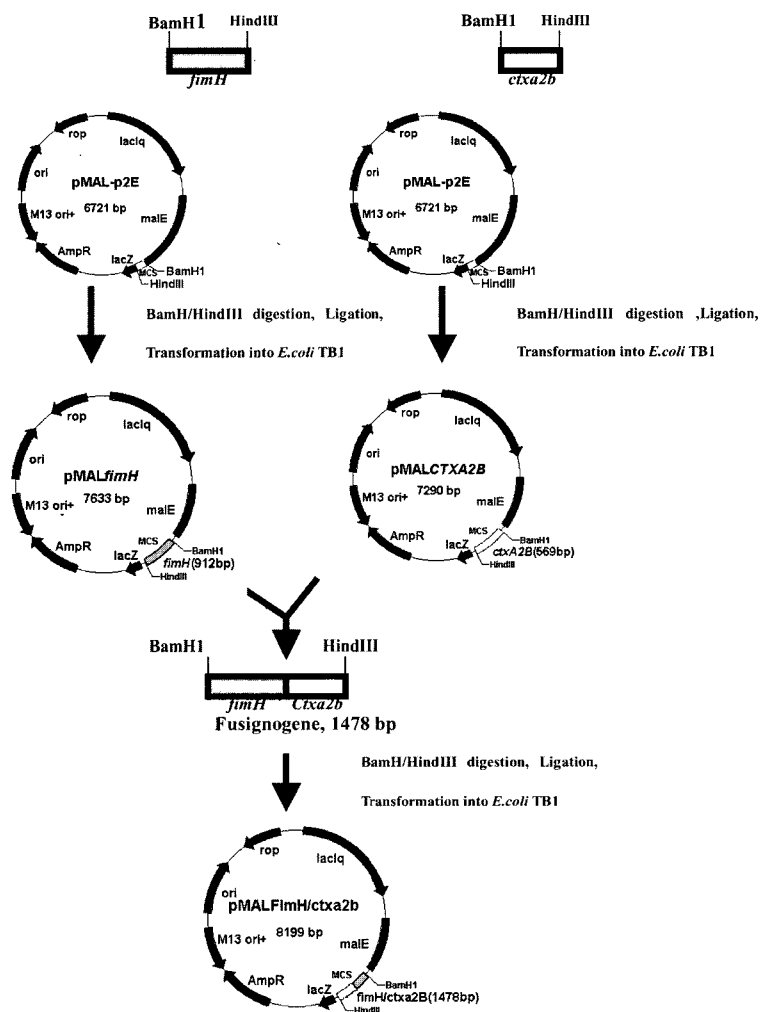 BamH1 HindIII
fimH
BamH1 HindIII
ctxa2b
rop
lacIq
ori
pMAL-p2E
6721 bp
malE
M13 ori+
AmpR
lacZ
MCS
BamH1
HindIII
rop
lacIq
ori
pMAL-p2E
6721 bp
malE
M13 ori+
AmpR
lacZ
MCS
BamH1
HindIII
BamH/HindIII digestion, Ligation,
Transformation into E.coli TB1
BamH/HindIII digestion ,Ligation,
Transformation into E.coli TB1
rop
lacIq
ori
pMALfimH
7633 bp
malE
M13 ori+
AmpR
lacZ
MCS
BamH1
fimH(912bp)
HindIII
rop
lacIq
ori
pMALCTXA2B
7290 bp
malE
M13 ori+
AmpR
lacZ
MCS
BamH1
ctxA2B(569bp)
HindIII
BamH1 HindIII
fimH Ctxa2b
Fusignogene, 1478 bp
BamH/HindIII digestion, Ligation,
Transformation into E.coli TB1
rop
lacIq
ori
pMALFimH/ctxa2b
8199 bp
malE
M13 ori+
AmpR
lacZ
MCS
BamH1
fimH/ctxa2B(1478bp)
HindIII